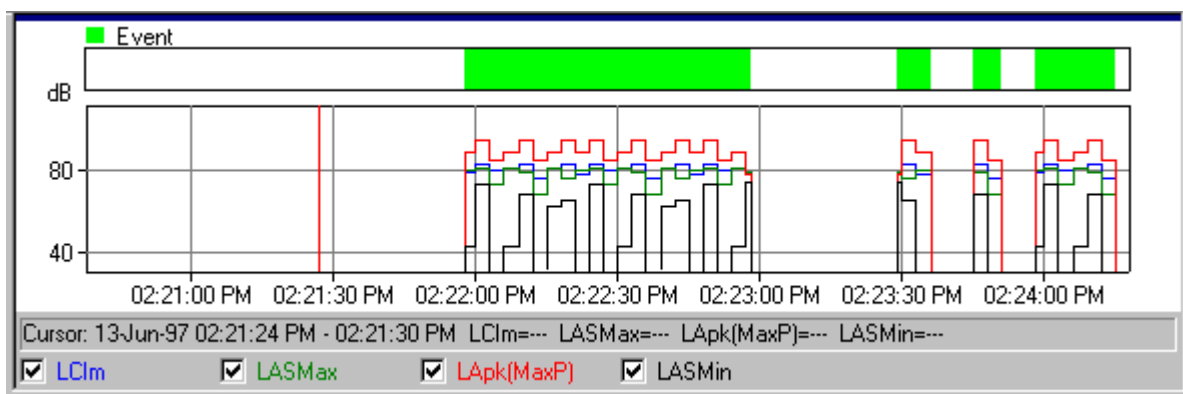 Event
dB
80
40
02:21:00 PM 02:21:30 PM 02:22:00 PM 02:22:30 PM 02:23:00 PM 02:23:30 PM 02:24:00 PM
Cursor: 13-Jun-97 02:21:24 PM - 02:21:30 PM LCIm=--- LASMax=--- LApk(MaxP)=--- LASMin=---
LCIm LASMax LApk(MaxP) LASMin